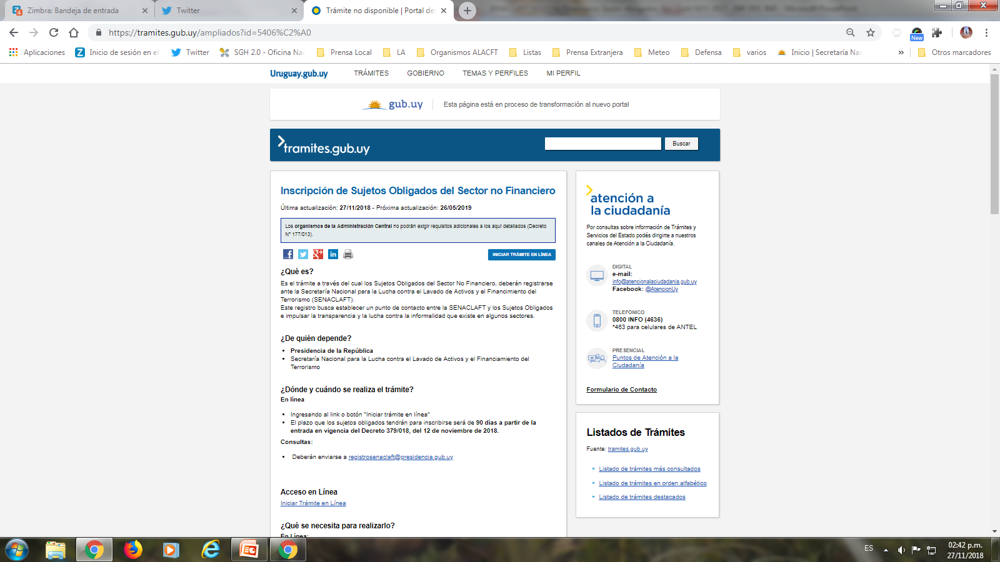 Zimbra: Bandeja de entrada
Twitter
Trámite no disponible | Portal de
https://tramites.gub.uy/ampliados?id=5406%C2%A0
New
Aplicaciones
Inicio de sesión en el
Twitter
SGH 2.0 - Oficina Na
Prensa Local
LA
Organismos ALACFT
Listas
Prensa Extranjera
Meteo
Defensa
varios
Inicio | Secretaría Na
»
Otros marcadores
Uruguay.gub.uy
TRÁMITES
GOBIERNO
TEMAS Y PERFILES
MI PERFIL
gub.uy
Esta página está en proceso de transformación al nuevo portal
tramites.gub.uy
Buscar
Inscripción de Sujetos Obligados del Sector no Financiero
Última actualización: 27/11/2018 - Próxima actualización: 26/05/2019
Los organismos de la Administración Central no podrán exigir requisitos adicionales a los aquí detallados (Decreto
N° 177/013).
INICIAR TRÁMITE EN LÍNEA
¿Qué es?
Es el trámite a través del cual los Sujetos Obligados del Sector No Financiero, deberán registrarse
ante la Secretaría Nacional para la Lucha contra el Lavado de Activos y el Financimiento del
Terrorismo (SENACLAFT).
Este registro busca establecer un punto de contacto entre la SENACLAFT y los Sujetos Obligados
e impulsar la transparencia y la lucha contra la informalidad que existe en algunos sectores.
¿De quién depende?
Presidencia de la República
Secretaría Nacional para la Lucha contra el Lavado de Activos y el Financiamiento del
Terrorismo
¿Dónde y cuándo se realiza el trámite?
En línea
Ingresando al link o botón "Iniciar trámite en línea"
El plazo que los sujetos obligados tendrán para inscribirse será de 90 días a partir de la
entrada en vigencia del Decreto 379/018, del 12 de noviembre de 2018.
Consultas:
Deberán enviarse a registrosenaclaft@presidencia.gub.uy
Acceso en Línea
Iniciar Trámite en Línea
¿Qué se necesita para realizarlo?
En Línea:
atención a
la ciudadanía
Por consultas sobre información de Trámites y
Servicios del Estado podés dirigirte a nuestros
canales de Atención a la Ciudadanía.
DIGITAL
e-mail:
info@atencionalaciudadania.gub.uy
Facebook: @AtencionUy
TELEFÓNICO
0800 INFO (4636)
*463 para celulares de ANTEL
PRESENCIAL
Puntos de Atención a la
Ciudadanía
Formulario de Contacto
Listados de Trámites
Fuente: tramites.gub.uy
Listado de trámites más consultados
Listado de trámites en orden alfabético
Listado de trámites destacados
ES
02:42 p.m.
27/11/2018